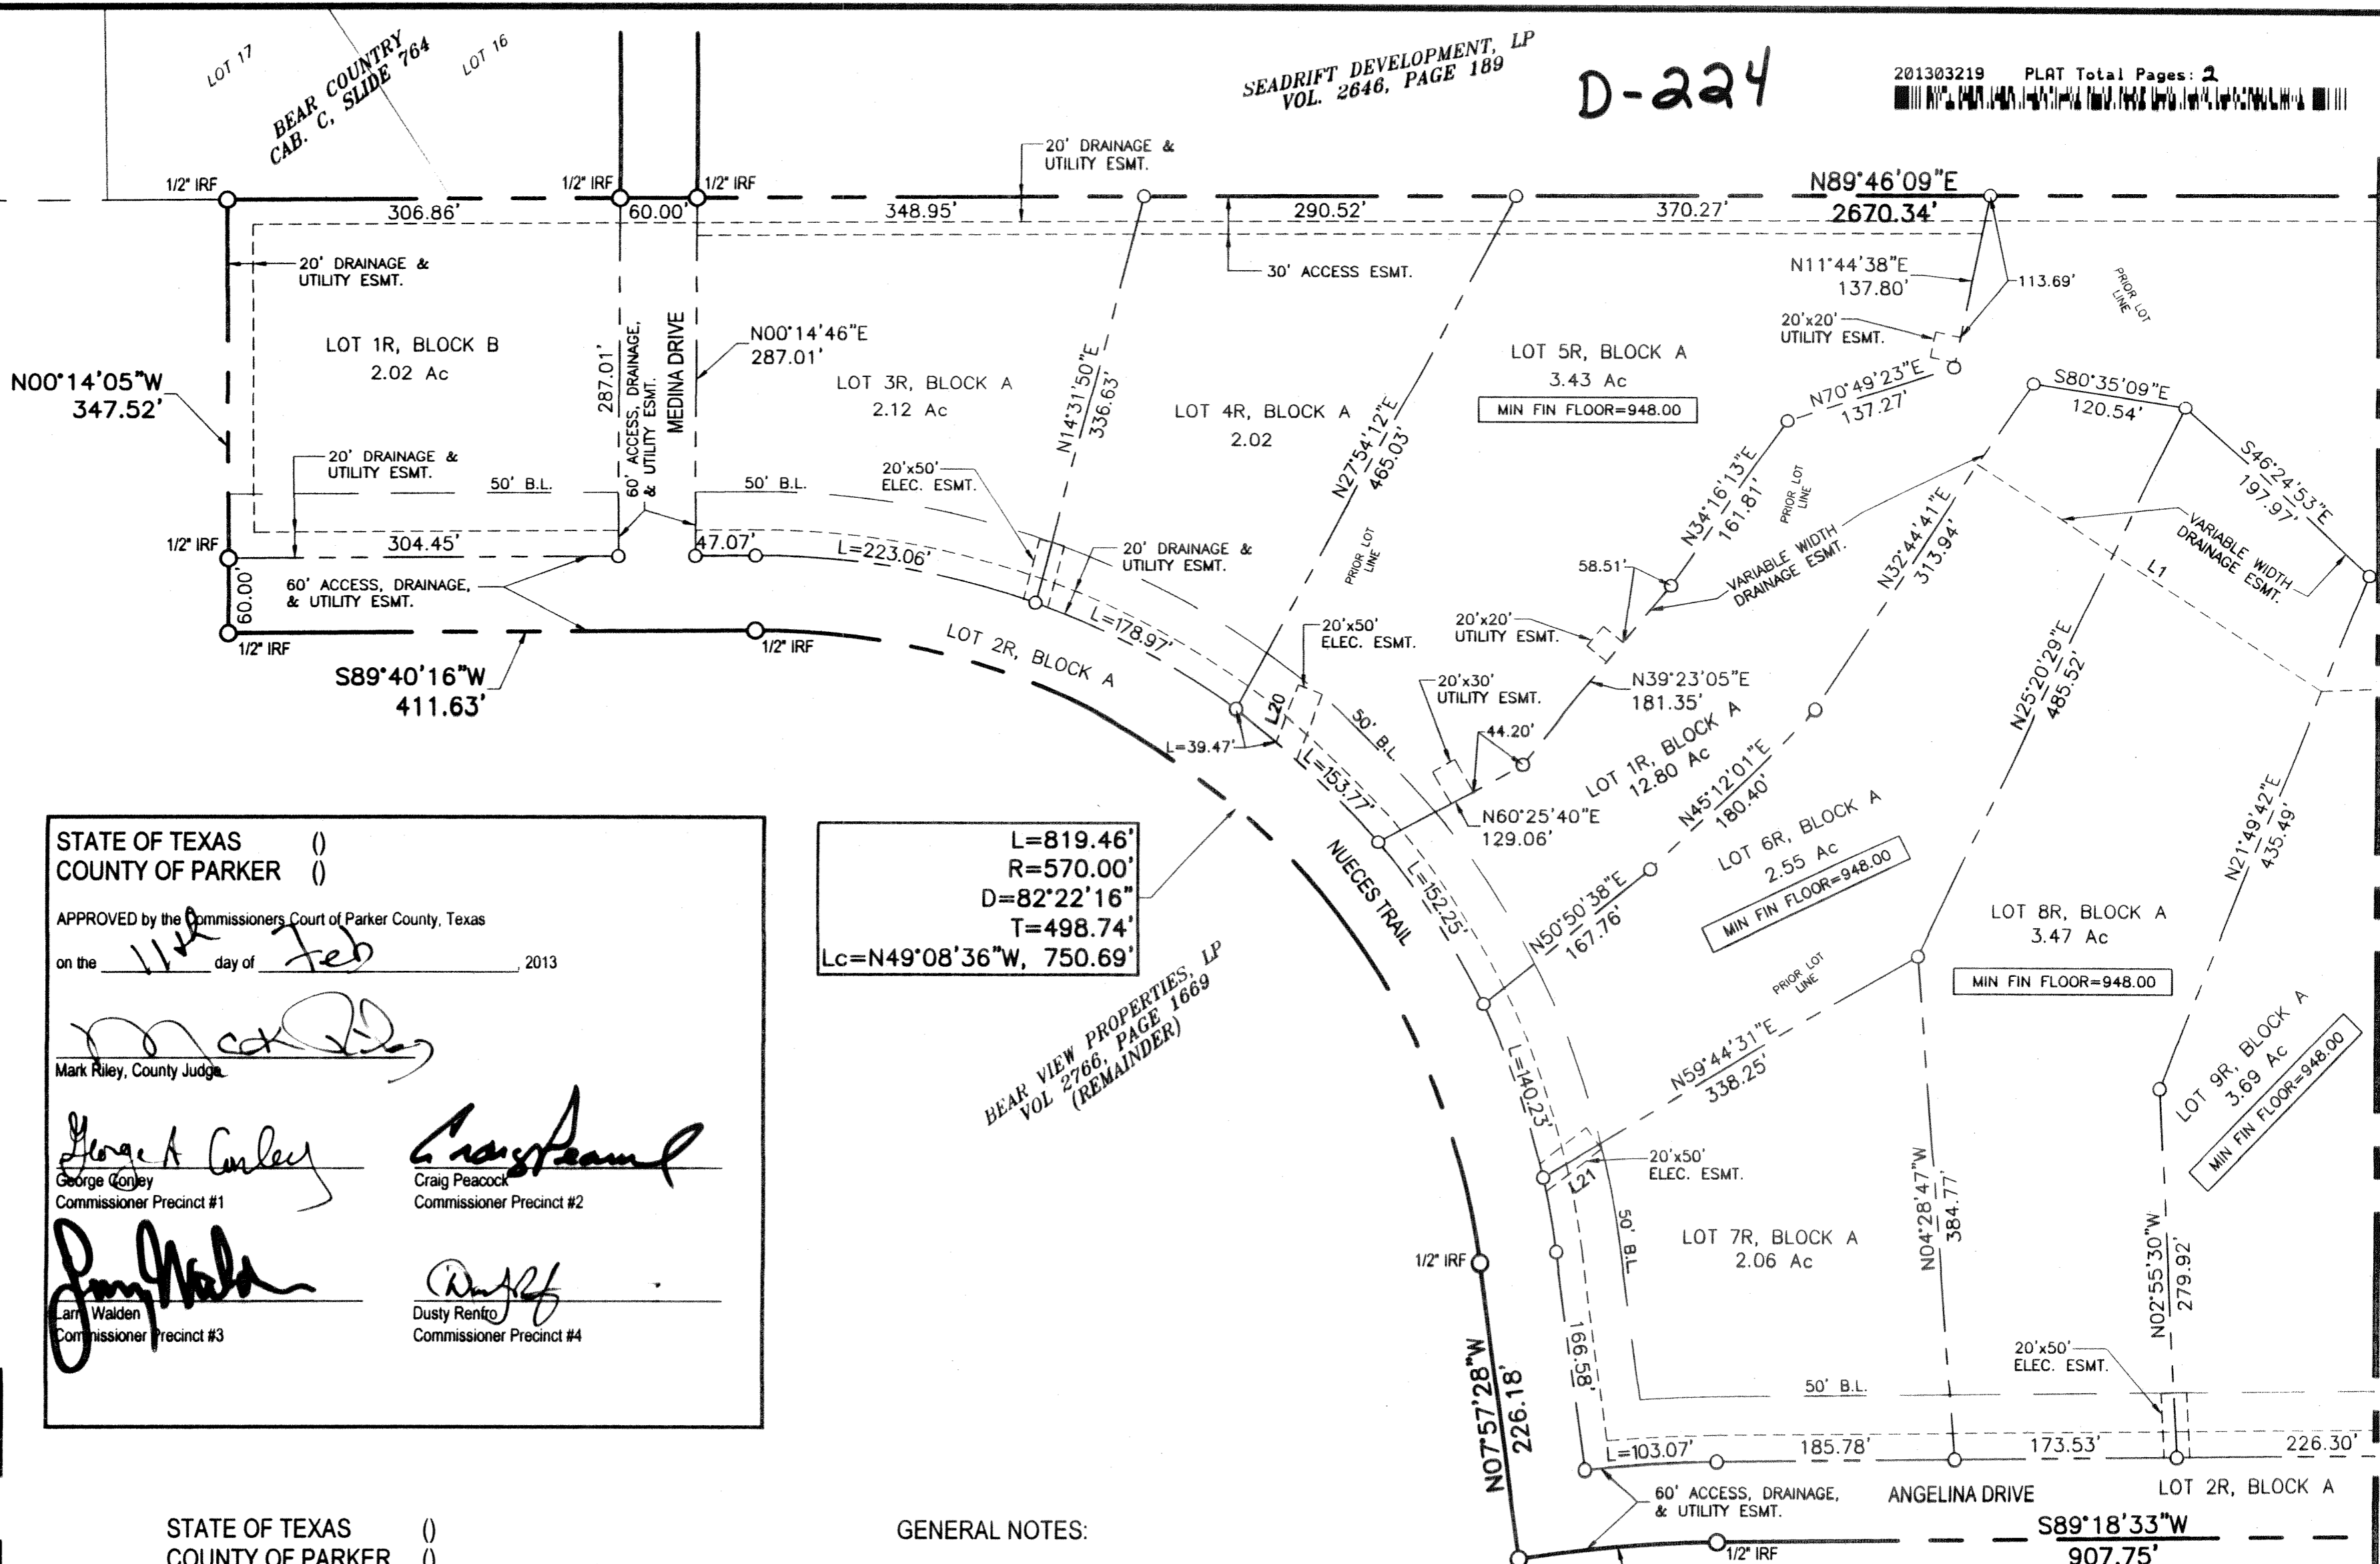 LOT 17
BEAR COUNTRY
CAB. C, SLIDE 764
LOT 16
SEADRIFT DEVELOPMENT, LP
VOL. 2646, PAGE 189
D-224
201303219 PLAT Total Pages: 2
20' DRAINAGE &
UTILITY ESMT.
1/2" IRF
1/2" IRF
1/2" IRF
N89°46'09"E
2670.34'
306.86'
60.00'
348.95'
290.52'
370.27'
20' DRAINAGE &
UTILITY ESMT.
30' ACCESS ESMT.
N11°44'38"E
137.80'
113.69'
PRIOR LOT
LINE
20'x20'
UTILITY ESMT.
LOT 1R, BLOCK B
2.02 Ac
287.01'
60' ACCESS, DRAINAGE,
& UTILITY ESMT.
MEDINA DRIVE
N00°14'46"E
287.01'
LOT 3R, BLOCK A
2.12 Ac
N14°31'50"E
336.63'
LOT 4R, BLOCK A
2.02
N27°54'12"E
465.03'
LOT 5R, BLOCK A
3.43 Ac
MIN FIN FLOOR=948.00
N70°49'23"E
137.27'
S80°35'09"E
120.54'
N00°14'05"W
347.52'
20' DRAINAGE &
UTILITY ESMT.
50' B.L.
50' B.L.
20'x50'
ELEC. ESMT.
N34°16'13"E
161.81'
PRIOR LOT
LINE
S46°24'53"E
197.97'
VARIABLE WIDTH
DRAINAGE ESMT.
N32°44'41"E
313.94'
VARIABLE WIDTH
DRAINAGE ESMT.
L1
1/2" IRF
304.45'
47.07'
L=223.06'
20' DRAINAGE &
UTILITY ESMT.
PRIOR LOT
LINE
58.51'
60.00'
60' ACCESS, DRAINAGE,
& UTILITY ESMT.
1/2" IRF
1/2" IRF
LOT 2R, BLOCK A
L=178.97'
20'x50'
ELEC. ESMT.
20'x20'
UTILITY ESMT.
S89°40'16"W
411.63'
L20
L=39.47'
50' B.L.
20'x30'
UTILITY ESMT.
44.20'
N39°23'05"E
181.35'
N25°20'29"E
485.52'
LOT 1R, BLOCK A
12.80 Ac
N45°12'01"E
180.40'
L=153.77'
N60°25'40"E
129.06'
N21°49'42"E
435.49'
L=819.46'
R=570.00'
D=82°22'16"
T=498.74'
Lc=N49°08'36"W, 750.69'
NUECES TRAIL
L=152.25'
N50°50'38"E
167.76'
LOT 6R, BLOCK A
2.55 Ac
MIN FIN FLOOR=948.00
LOT 8R, BLOCK A
3.47 Ac
MIN FIN FLOOR=948.00
PRIOR LOT
LINE
BEAR VIEW PROPERTIES, LP
VOL 2766, PAGE 1669
(REMAINDER)
L=140.23'
N59°44'31"E
338.25'
LOT 9R, BLOCK A
3.69 Ac
MIN FIN FLOOR=948.00
L21
20'x50'
ELEC. ESMT.
50' B.L.
LOT 7R, BLOCK A
2.06 Ac
N04°28'47"W
384.77'
N02°55'30"W
279.92'
1/2" IRF
N07°57'28"W
226.18'
166.58'
20'x50'
ELEC. ESMT.
50' B.L.
L=103.07'
185.78'
173.53'
226.30'
60' ACCESS, DRAINAGE,
& UTILITY ESMT.
ANGELINA DRIVE
LOT 2R, BLOCK A
S89°18'33"W
907.75'
1/2" IRF
STATE OF TEXAS ()
COUNTY OF PARKER ()
APPROVED by the Commissioners Court of Parker County, Texas
on the 11th day of Feb, 2013
Mark Riley
Mark Riley, County Judge
George A Conley
George Conley
Commissioner Precinct #1
Craig Peacock
Craig Peacock
Commissioner Precinct #2
Larry Walden
Larry Walden
Commissioner Precinct #3
Dusty Renfro
Commissioner Precinct #4
STATE OF TEXAS ()
COUNTY OF PARKER ()
GENERAL NOTES: